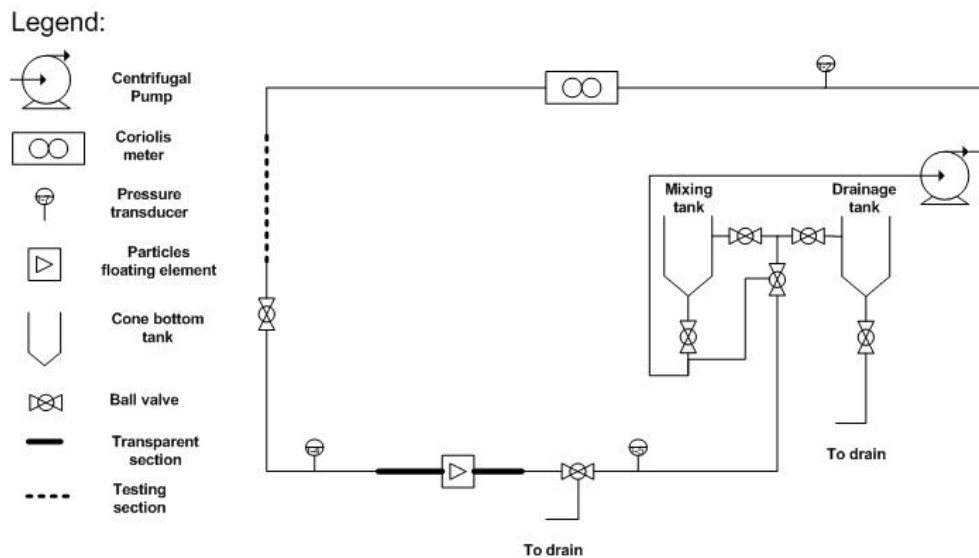 Legend:
Centrifugal
Pump
Coriolis
meter
Pressure
transducer
Particles
floating element
Cone bottom
tank
Ball valve
Transparent
section
Testing
section
Mixing
tank
Drainage
tank
To drain
To drain